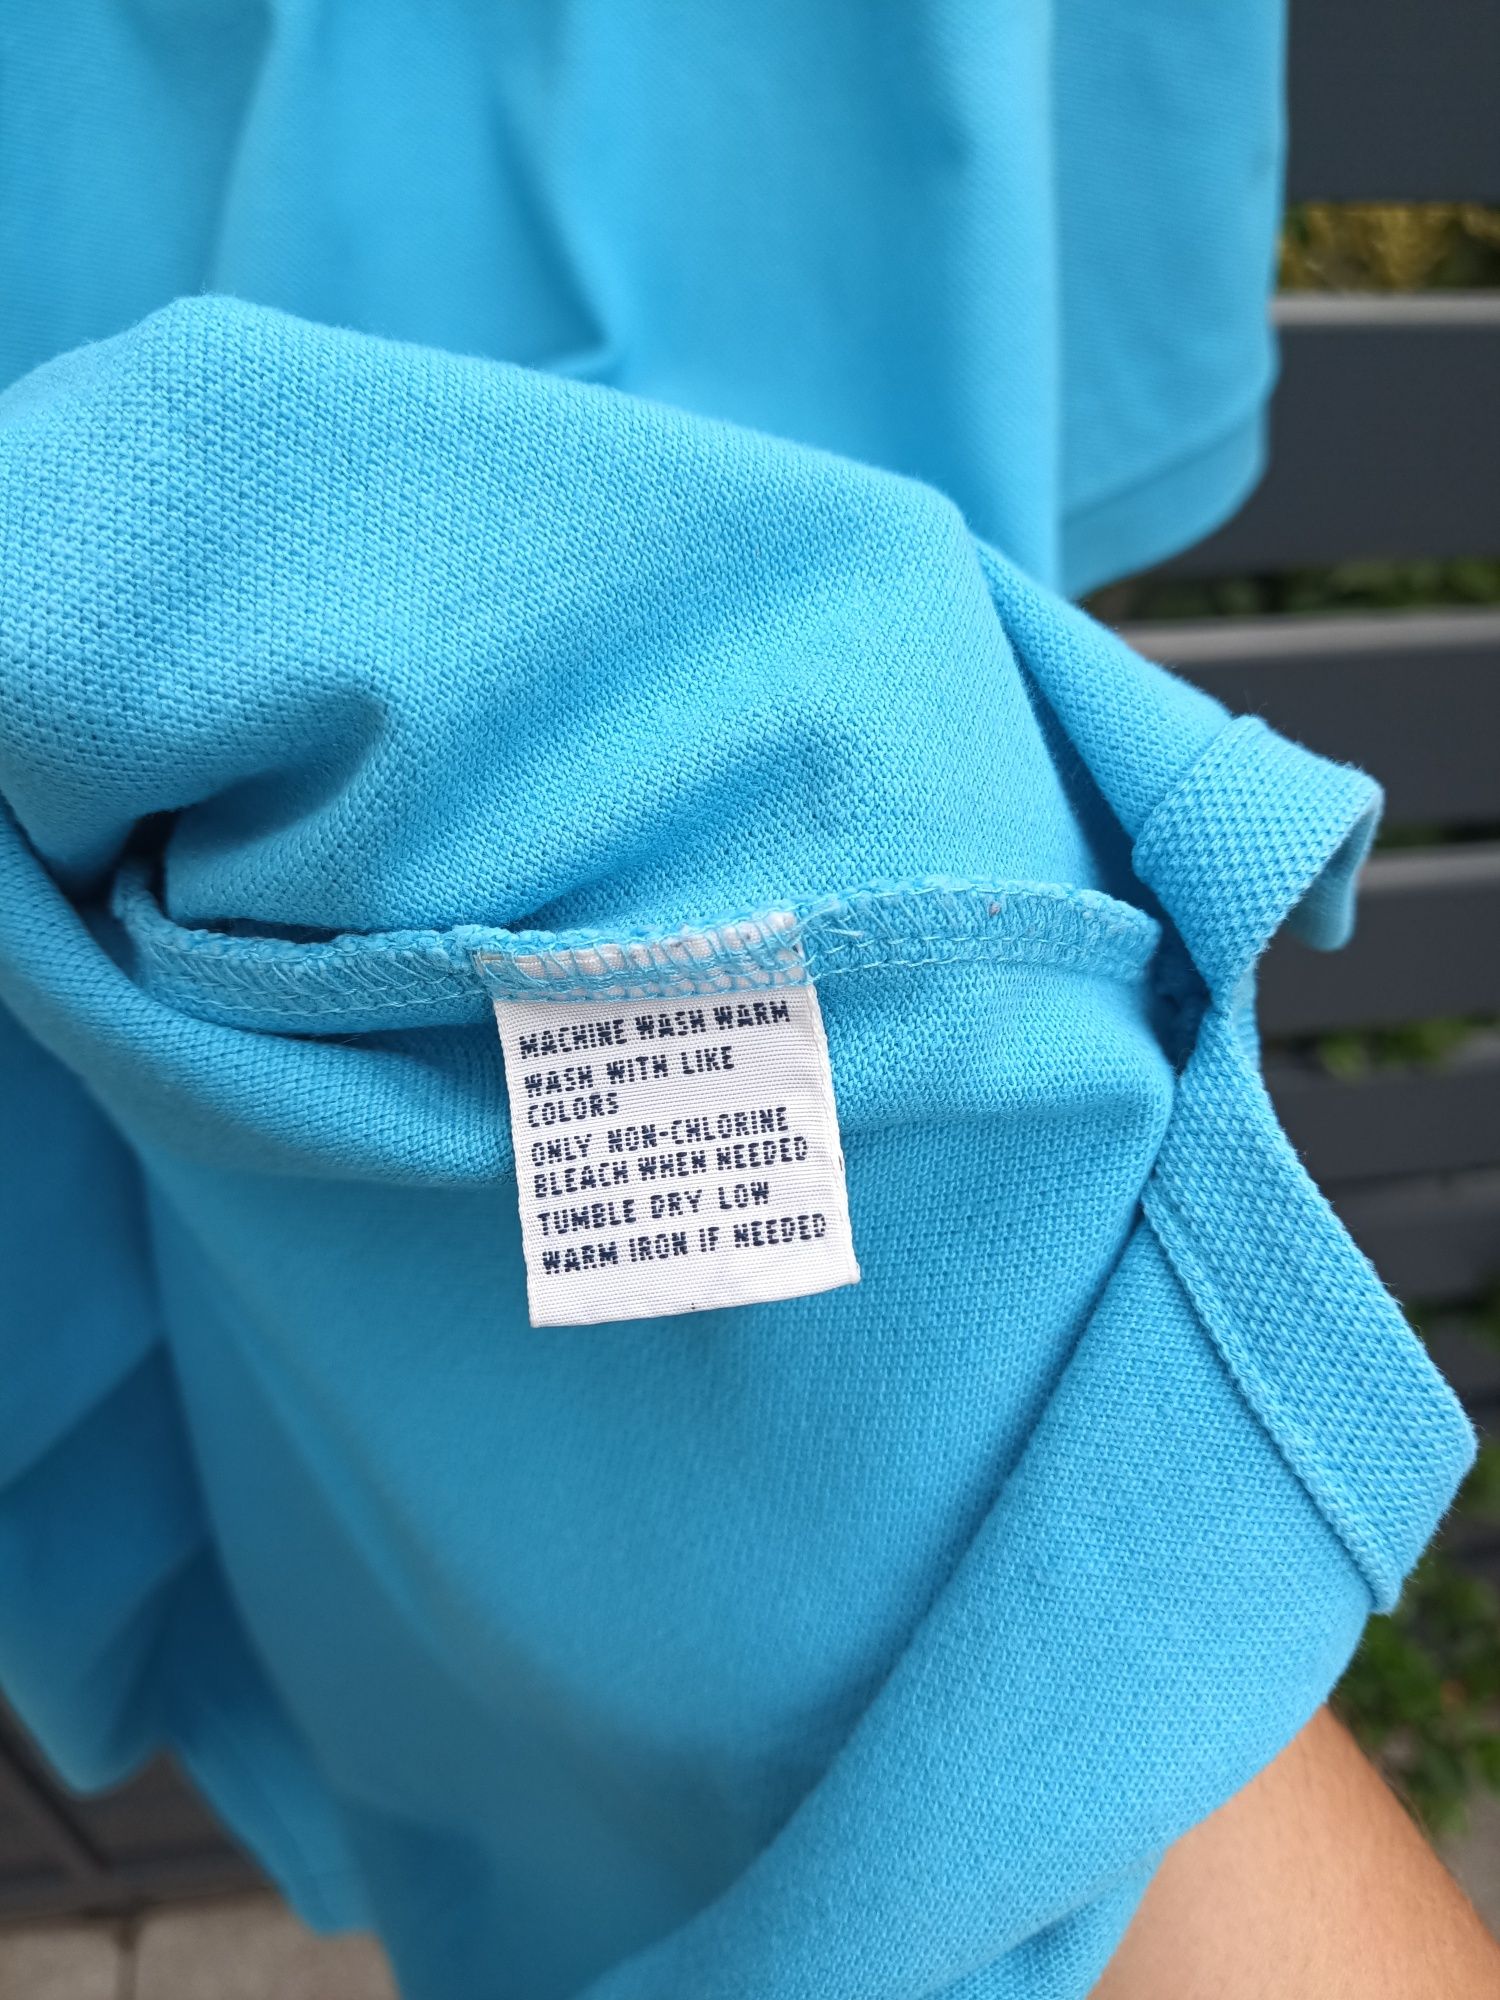 MACHINE WASH WARM
WASH WITH LIKE
COLORS
ONLY NON-CHLORINE
BLEACH WHEN NEEDED
TUMBLE DRY LOW
WARM IRON IF NEEDED